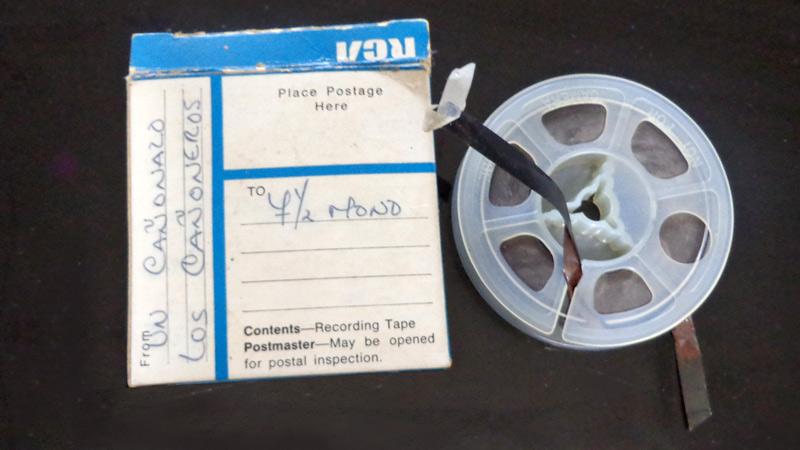 RCA
Place Postage
Here
From UN CAÑONAZO
LOS CAÑONEROS
TO 7½ MONO
Contents—Recording Tape
Postmaster—May be opened
for postal inspection.